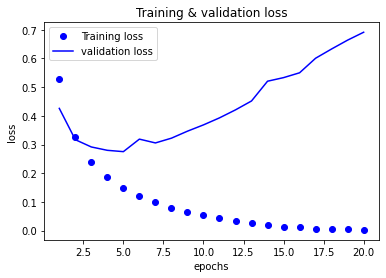 Training & validation loss
Training loss
validation loss
loss
0.7
0.6
0.5
0.4
0.3
0.2
0.1
0.0
2.5 5.0 7.5 10.0 12.5 15.0 17.5 20.0
epochs